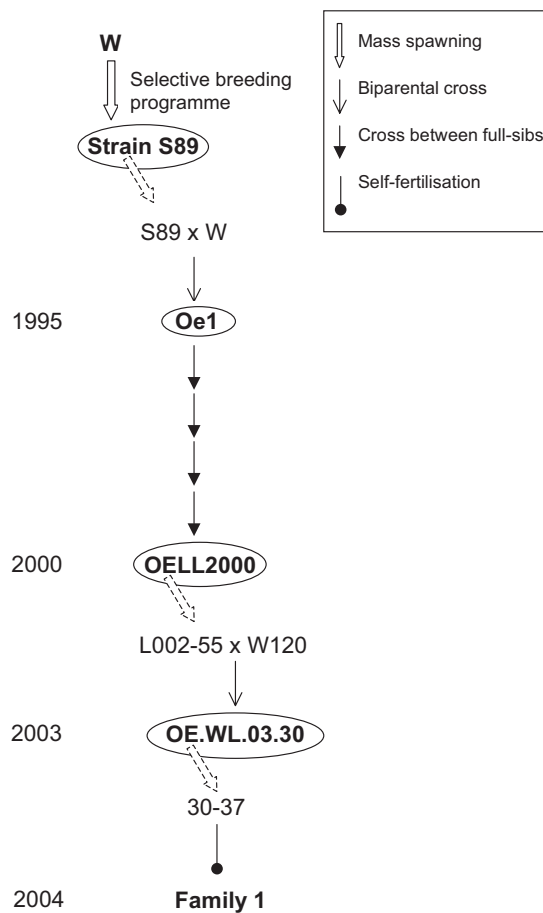 W
Selective breeding
programme
Strain S89
S89 x W
1995
Oe1
2000
OELL2000
L002-55 x W120
2003
OE.WL.03.30
30-37
2004
Family 1
Mass spawning
Biparental cross
Cross between full-sibs
Self-fertilisation